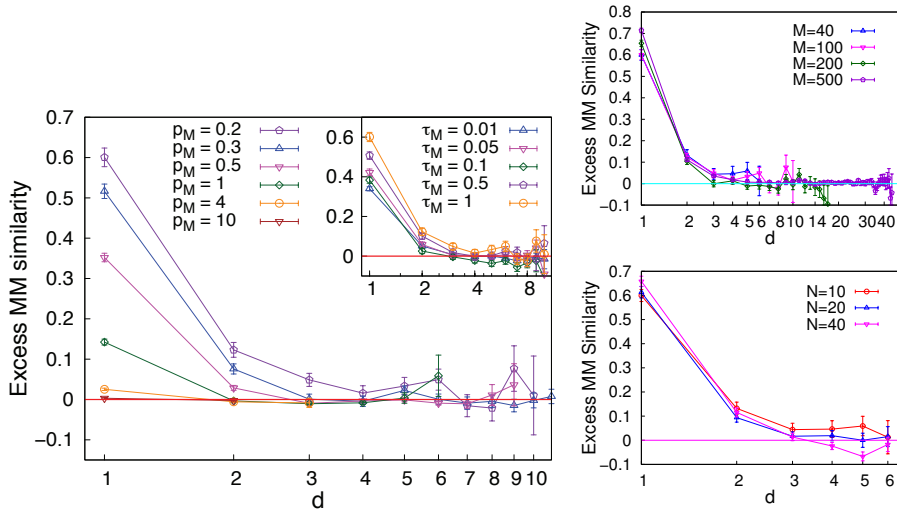 Excess MM similarity
0.7
0.6
0.5
0.4
0.3
0.2
0.1
0
−0.1
1
2
3
4
5
6
7
8
9
10
d
p_M = 0.2
p_M = 0.3
p_M = 0.5
p_M = 1
p_M = 4
p_M = 10
0.6
0.4
0.2
0
1
2
4
8
τ_M = 0.01
τ_M = 0.05
τ_M = 0.1
τ_M = 0.5
τ_M = 1
Excess MM Similarity
0.8
0.7
0.6
0.5
0.4
0.3
0.2
0.1
0
−0.1
1
2
3
4
5
6
8
10
14
20
30
40
d
M=40
M=100
M=200
M=500
Excess MM Similarity
0.7
0.6
0.5
0.4
0.3
0.2
0.1
0
−0.1
1
2
3
4
5
6
d
N=10
N=20
N=40